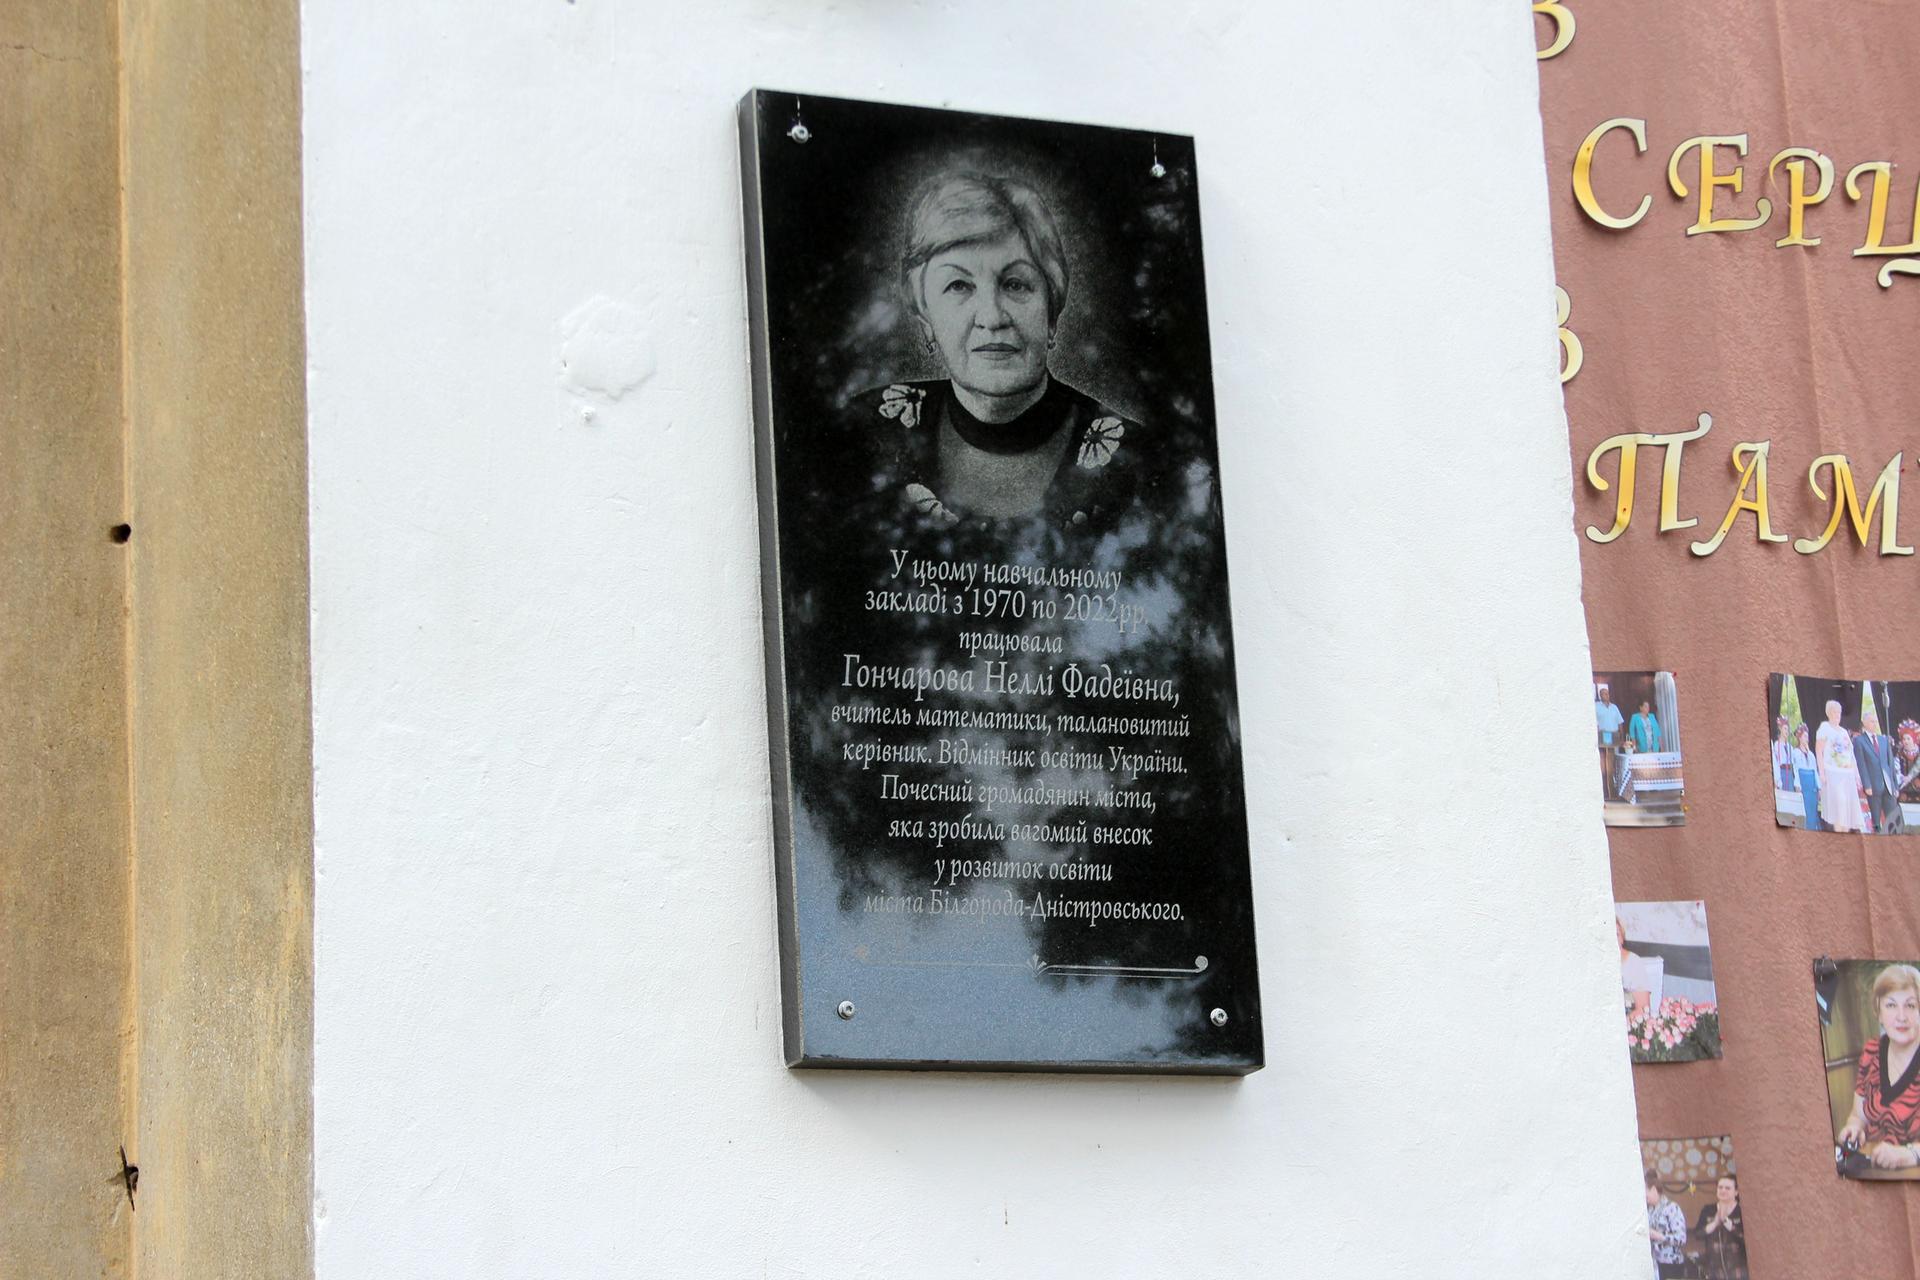 У цьому навчальному
закладі з 1970 по 2022рр.
працювала
Гончарова Неллі Фадеївна,
вчитель математики, талановитий
керівник. Відмінник освіти України.
Почесний громадянин міста,
яка зробила вагомий внесок
у розвиток освіти
міста Білгорода-Дністровського.
В
СЕРЦ
В
ПАМ